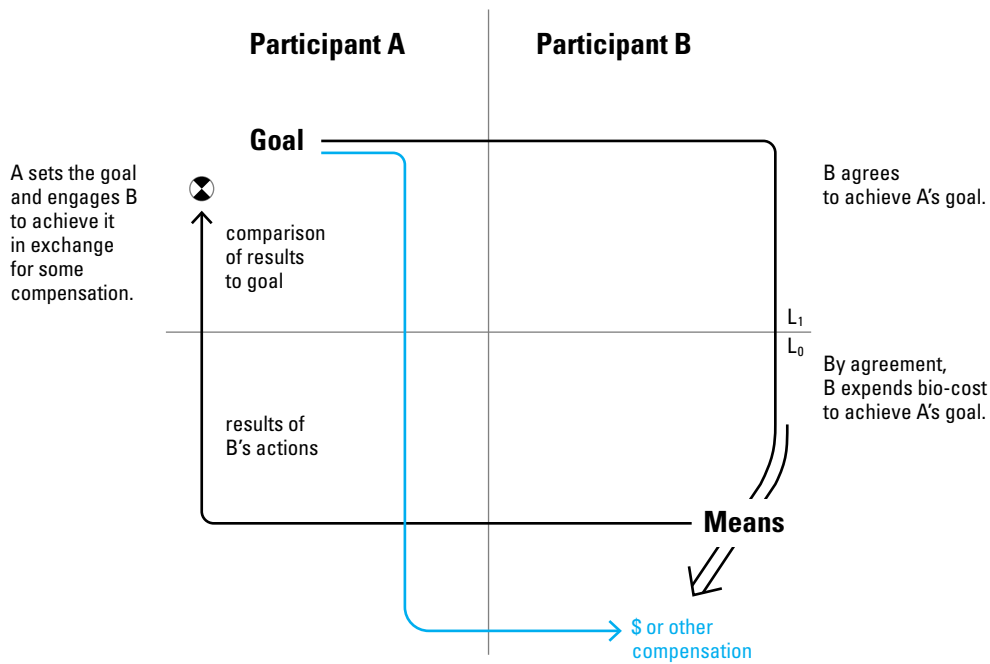 Participant A
Participant B
Goal
A sets the goal
and engages B
to achieve it
in exchange
for some
compensation.
comparison
of results
to goal
B agrees
to achieve A's goal.
L₁
L₀
By agreement,
B expends bio-cost
to achieve A's goal.
results of
B's actions
Means
$ or other
compensation